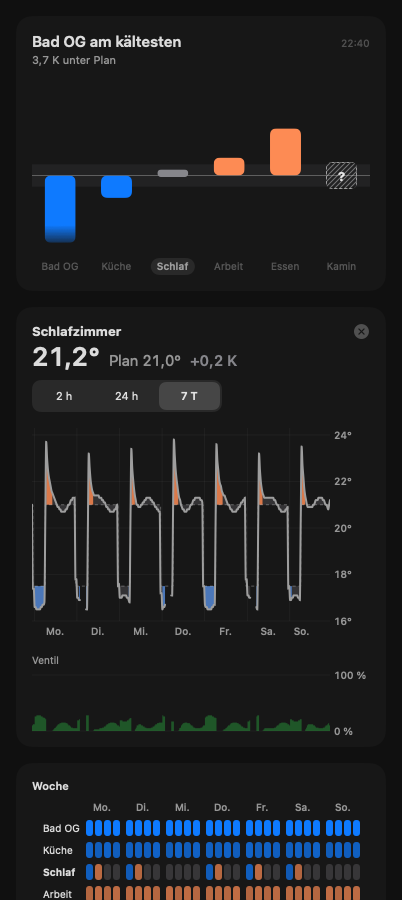 Bad OG am kältesten
22:40
3,7 K unter Plan
?
Bad OG Küche Schlaf Arbeit Essen Kamin
Schlafzimmer
21,2° Plan 21,0° +0,2 K
2 h 24 h 7 T
24°
22°
20°
18°
16°
Mo. Di. Mi. Do. Fr. Sa. So.
Ventil
100 %
0 %
Woche
Mo. Di. Mi. Do. Fr. Sa. So.
Bad OG
Küche
Schlaf
Arbeit